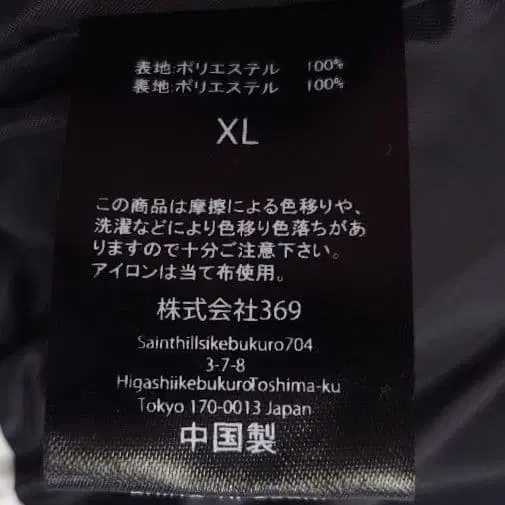 表地:ポリエステル 100%
裏地:ポリエステル 100%
XL
この商品は摩擦による色移りや、
洗濯などにより色移り色落ちがあ
りますので十分ご注意下さい。
アイロンは当て布使用。
株式会社369
Sainthillsikebukuro704
3-7-8
HigashiikebukuroToshima-ku
Tokyo 170-0013 Japan
中国製